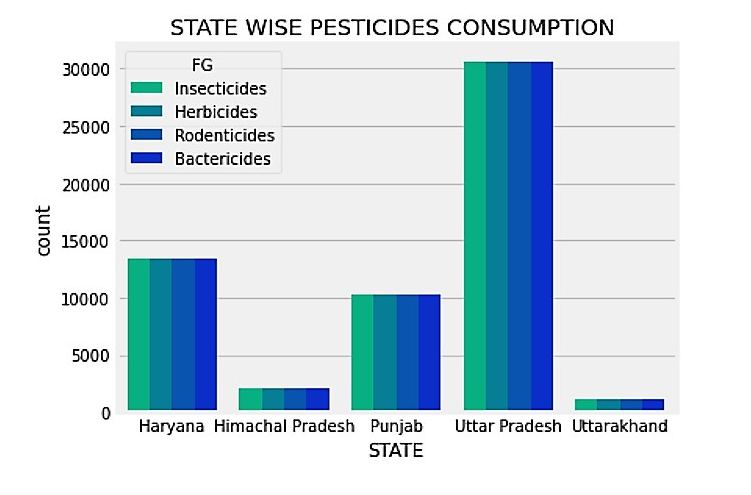 STATE WISE PESTICIDES CONSUMPTION
FG
Insecticides
Herbicides
Rodenticides
Bactericides
30000
25000
20000
15000
10000
5000
0
count
Haryana Himachal Pradesh Punjab Uttar Pradesh Uttarakhand
STATE